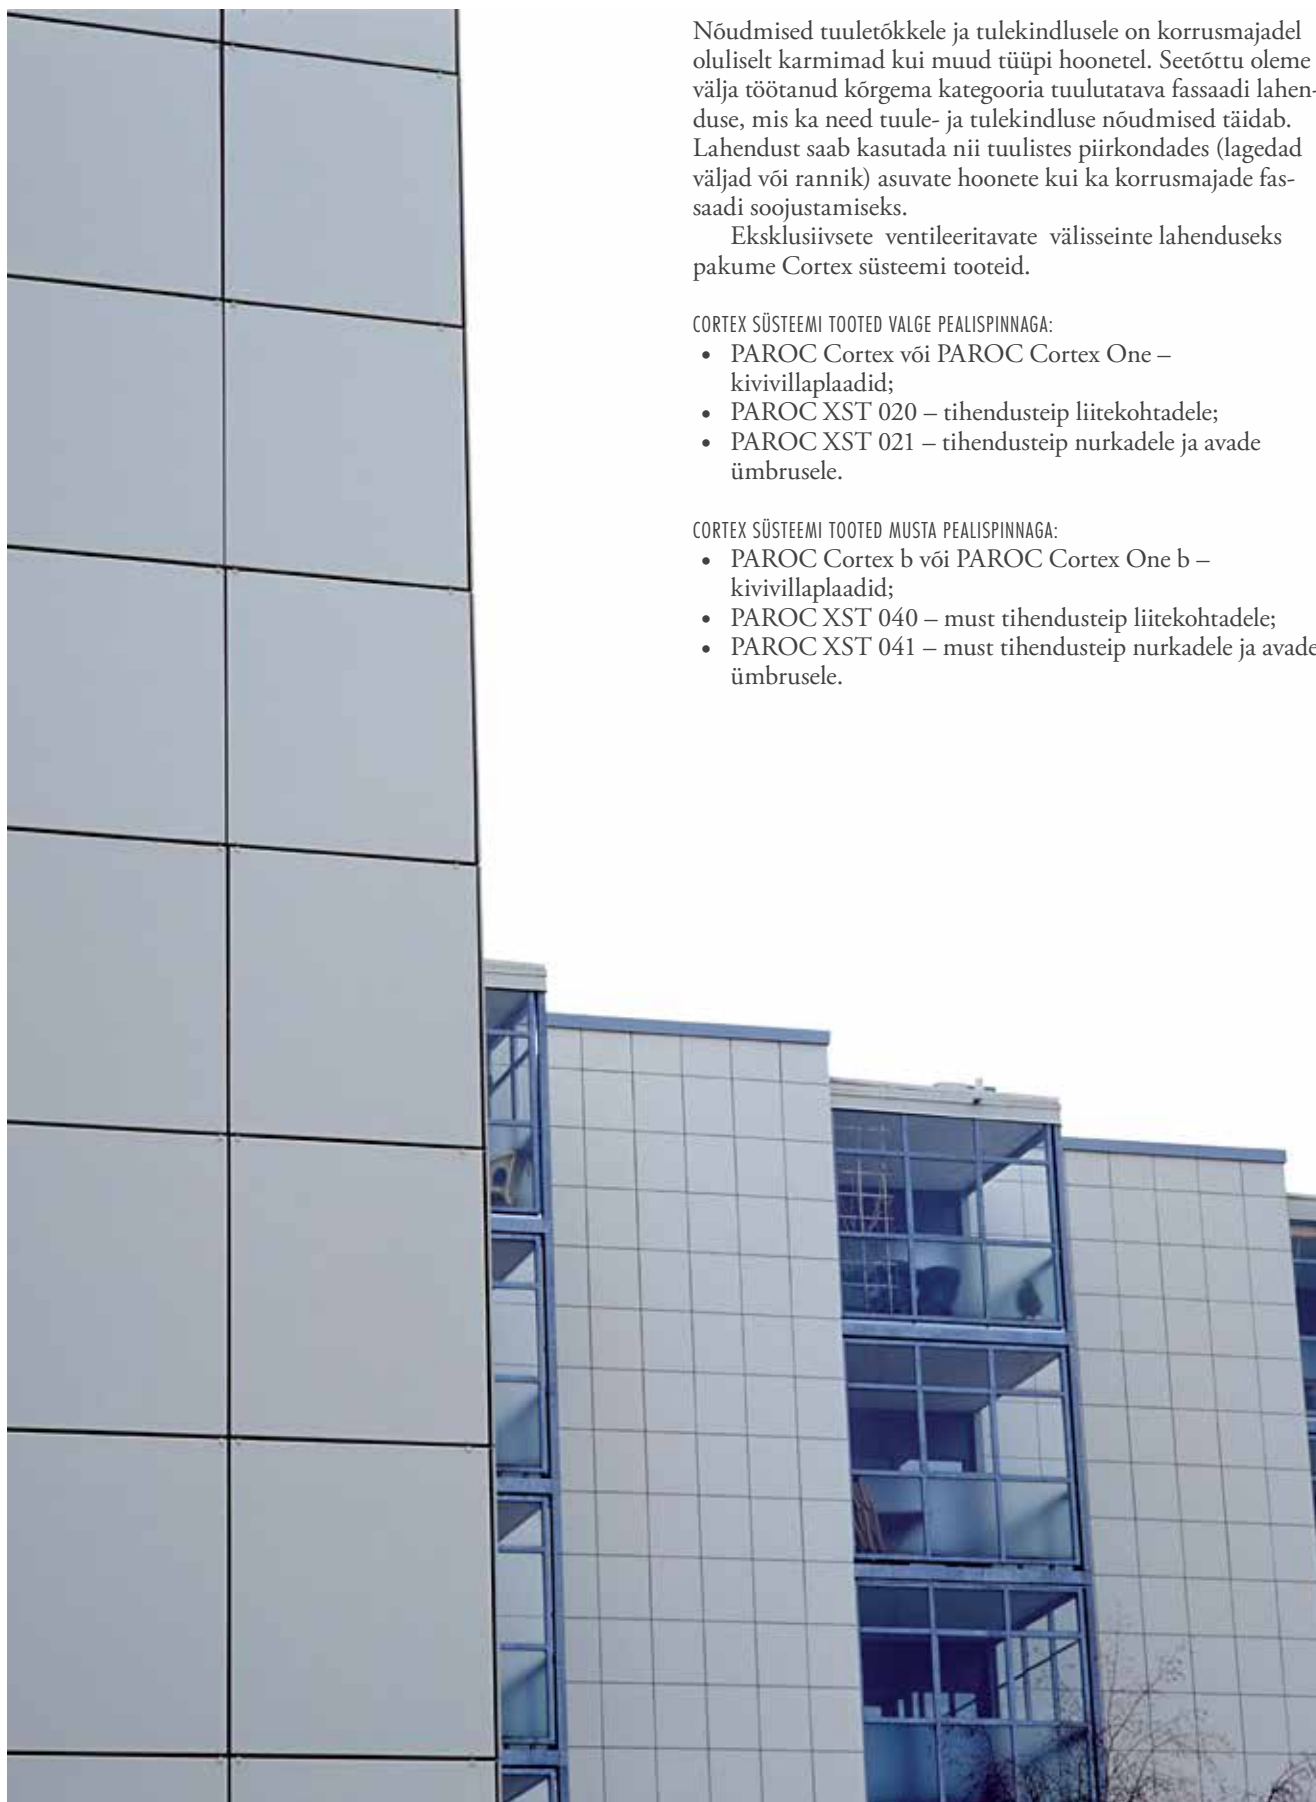 Nõudmised tuuletõkkele ja tulekindlusele on korrusmajadel
oluliselt karmimad kui muud tüüpi hoonetel. Seetõttu oleme
välja töötanud kõrgema kategooria tuulutatava fassaadi lahen-
duse, mis ka need tuule- ja tulekindluse nõudmised täidab.
Lahendust saab kasutada nii tuulistes piirkondades (lagedad
väljad või rannik) asuvate hoonete kui ka korrusmajade fas-
saadi soojustamiseks.
Eksklusiivsete ventileeritavate välisseinte lahenduseks
pakume Cortex süsteemi tooteid.
CORTEX SÜSTEEMI TOOTED VALGE PEALISPINNAGA:
• PAROC Cortex või PAROC Cortex One –
kivivillaplaadid;
• PAROC XST 020 – tihendusteip liitekohtadele;
• PAROC XST 021 – tihendusteip nurkadele ja avade
ümbrusele.
CORTEX SÜSTEEMI TOOTED MUSTA PEALISPINNAGA:
• PAROC Cortex b või PAROC Cortex One b –
kivivillaplaadid;
• PAROC XST 040 – must tihendusteip liitekohtadele;
• PAROC XST 041 – must tihendusteip nurkadele ja avade
ümbrusele.